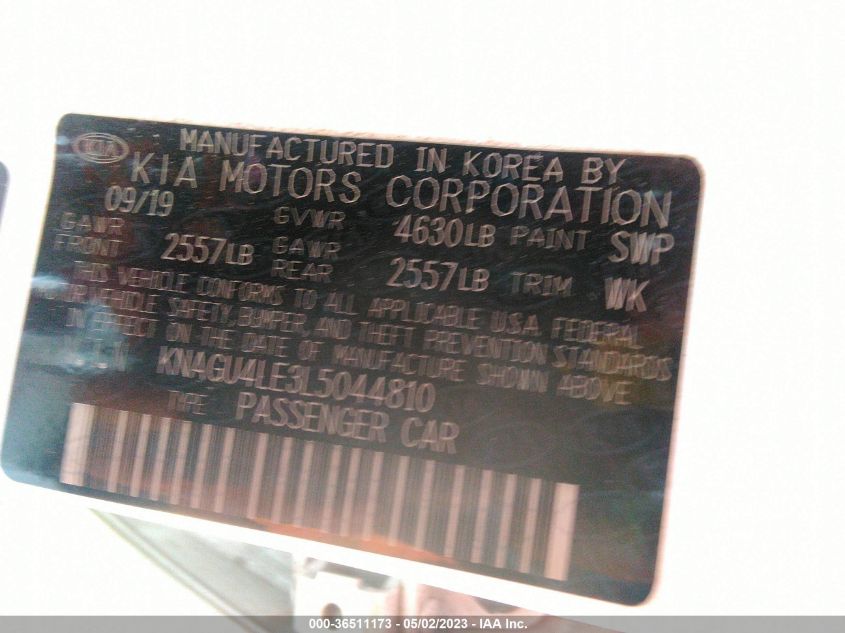 KIA MANUFACTURED IN KOREA BY
KIA MOTORS CORPORATION
09/19 GVWR 4630LB PAINT SWP
GAWR FRONT 2557LB GAWR REAR 2557LB TRIM WK
THIS VEHICLE CONFORMS TO ALL APPLICABLE U.S.A. FEDERAL
MOTOR VEHICLE SAFETY, BUMPER, AND THEFT PREVENTION STANDARDS
IN EFFECT ON THE DATE OF MANUFACTURE SHOWN ABOVE
V.I.N KNAGU4LE3L5044810
TYPE PASSENGER CAR
000-36511173 - 05/02/2023 - IAA Inc.